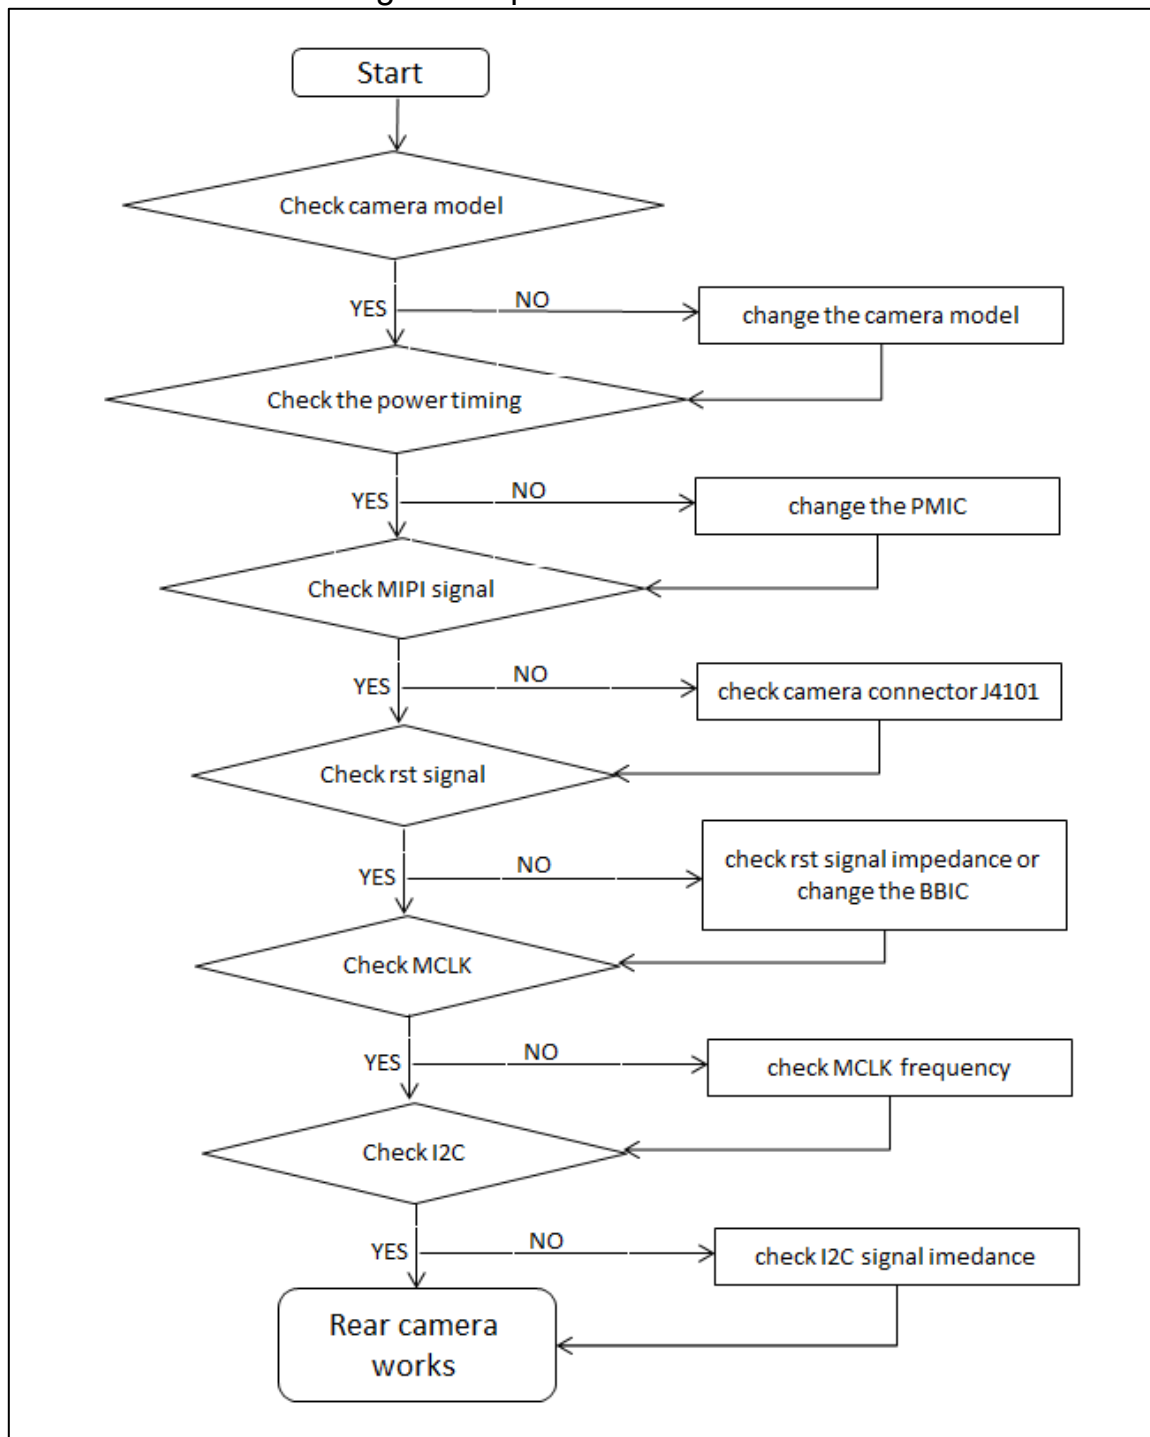 Start
Check camera model
YES
NO
change the camera model
Check the power timing
YES
NO
change the PMIC
Check MIPI signal
YES
NO
check camera connector J4101
Check rst signal
YES
NO
check rst signal impedance or
change the BBIC
Check MCLK
YES
NO
check MCLK frequency
Check I2C
YES
NO
check I2C signal imedance
Rear camera
works